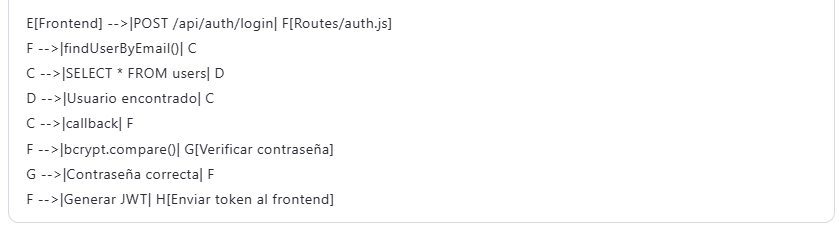 E[Frontend] -->|POST /api/auth/login| F[Routes/auth.js]
F -->|findUserByEmail()| C
C -->|SELECT * FROM users| D
D -->|Usuario encontrado| C
C -->|callback| F
F -->|bcrypt.compare()| G[Verificar contraseña]
G -->|Contraseña correcta| F
F -->|Generar JWT| H[Enviar token al frontend]